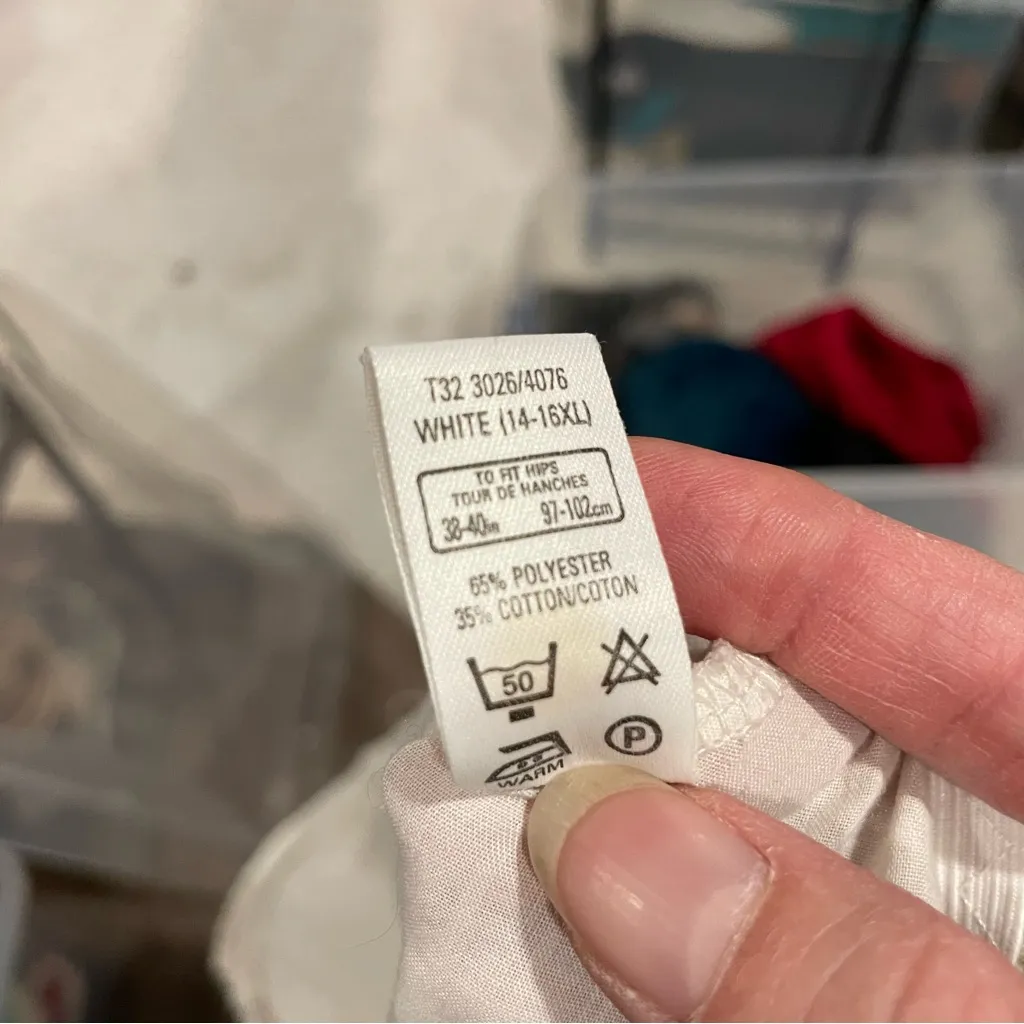 T32 3026/4076
WHITE (14-16XL)
TO FIT HIPS
TOUR DE HANCHES
38-40in 97-102cm
65% POLYESTER
35% COTTON/COTON
50
P
WARM